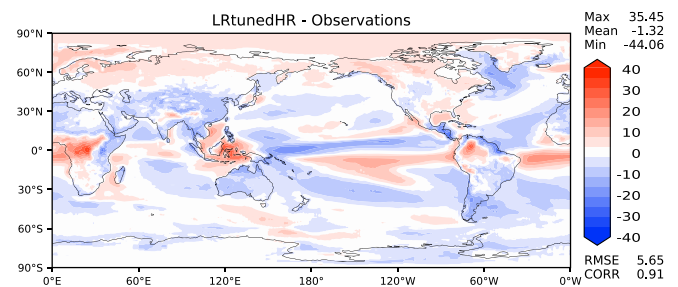 LRtunedHR - Observations
Max 35.45
Mean -1.32
Min -44.06
90°N
60°N
30°N
0°
30°S
60°S
90°S
0°E 60°E 120°E 180° 120°W 60°W 0°W
40
30
20
10
0
-10
-20
-30
-40
RMSE 5.65
CORR 0.91